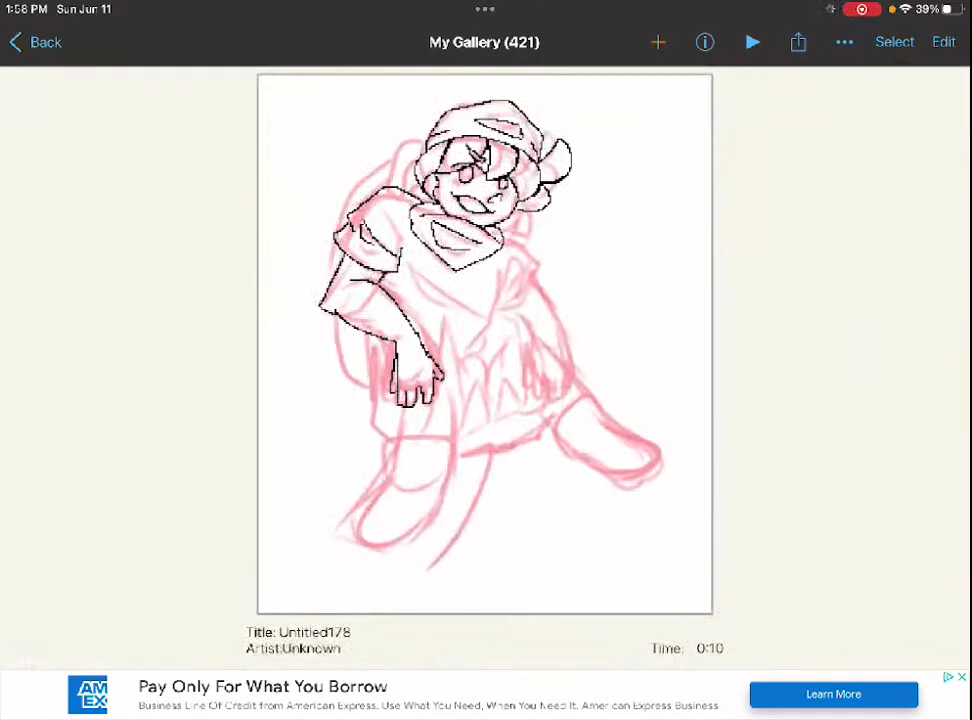 1:58 PM Sun Jun 11
39%
Back
My Gallery (421)
Select
Edit
Title: Untitled178
Artist:Unknown
Time: 0:10
AM
EX
Pay Only For What You Borrow
Business Line Of Credit from American Express. Use What You Need, When You Need It. American Express Business
Learn More